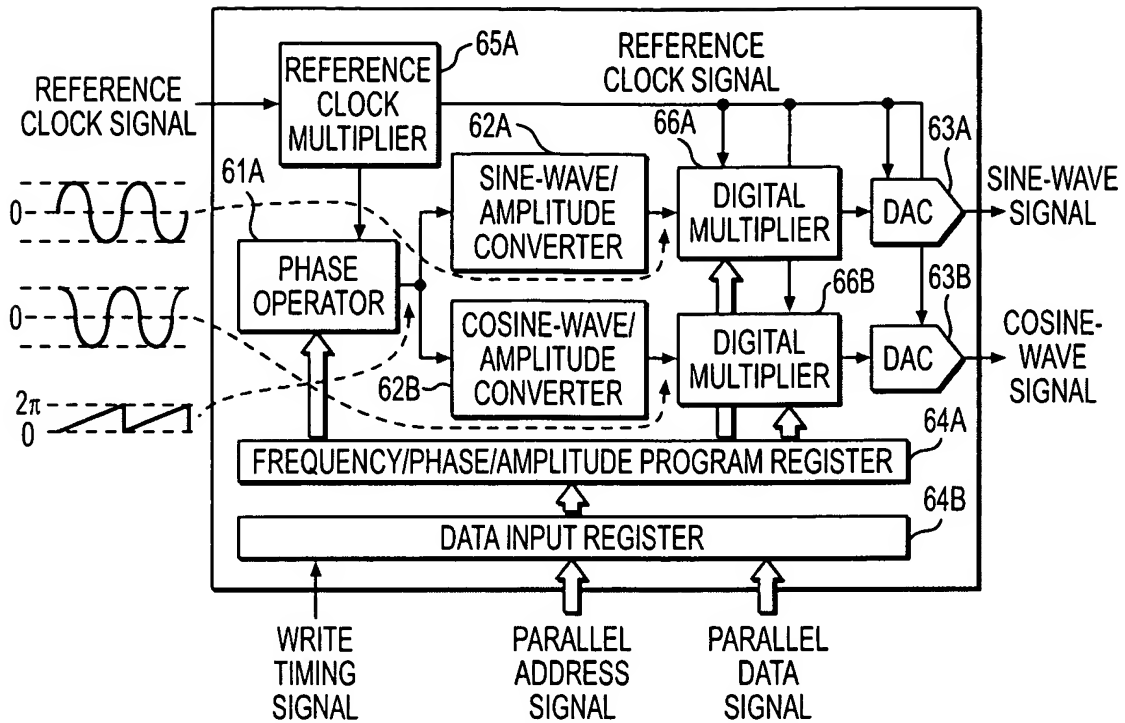 65A
REFERENCE
CLOCK SIGNAL
REFERENCE
CLOCK
MULTIPLIER
REFERENCE
CLOCK SIGNAL
62A
66A
63A
61A
0
SINE-WAVE/
AMPLITUDE
CONVERTER
DIGITAL
MULTIPLIER
DAC
SINE-WAVE
SIGNAL
PHASE
OPERATOR
66B
63B
0
COSINE-WAVE/
AMPLITUDE
CONVERTER
62B
DIGITAL
MULTIPLIER
DAC
COSINE-
WAVE
SIGNAL
2π
0
64A
FREQUENCY/PHASE/AMPLITUDE PROGRAM REGISTER
64B
DATA INPUT REGISTER
WRITE
TIMING
SIGNAL
PARALLEL
ADDRESS
SIGNAL
PARALLEL
DATA
SIGNAL